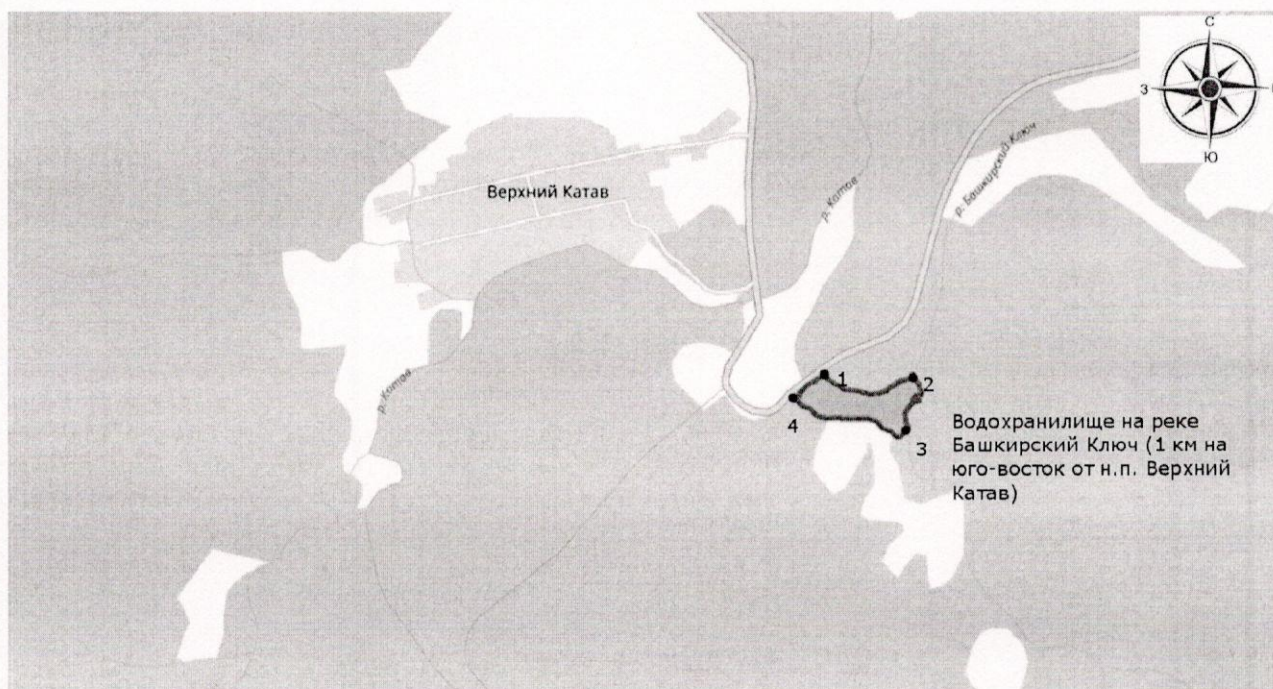 С
З
Ю
р. Башкирский Ключ
Верхний Катав
р. Катав
р. Катав
1
2
4
3
Водохранилище на реке
Башкирский Ключ (1 км на
юго-восток от н.п. Верхний
Катав)